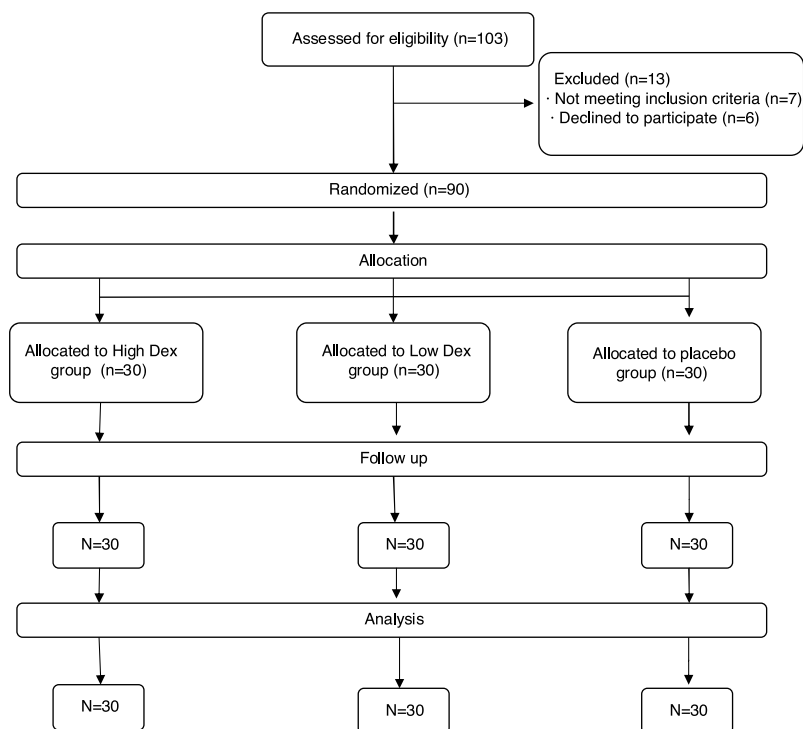 Assessed for eligibility (n=103)
Excluded (n=13)
· Not meeting inclusion criteria (n=7)
· Declined to participate (n=6)
Randomized (n=90)
Allocation
Allocated to High Dex
group (n=30)
Allocated to Low Dex
group (n=30)
Allocated to placebo
group (n=30)
Follow up
N=30
N=30
N=30
Analysis
N=30
N=30
N=30